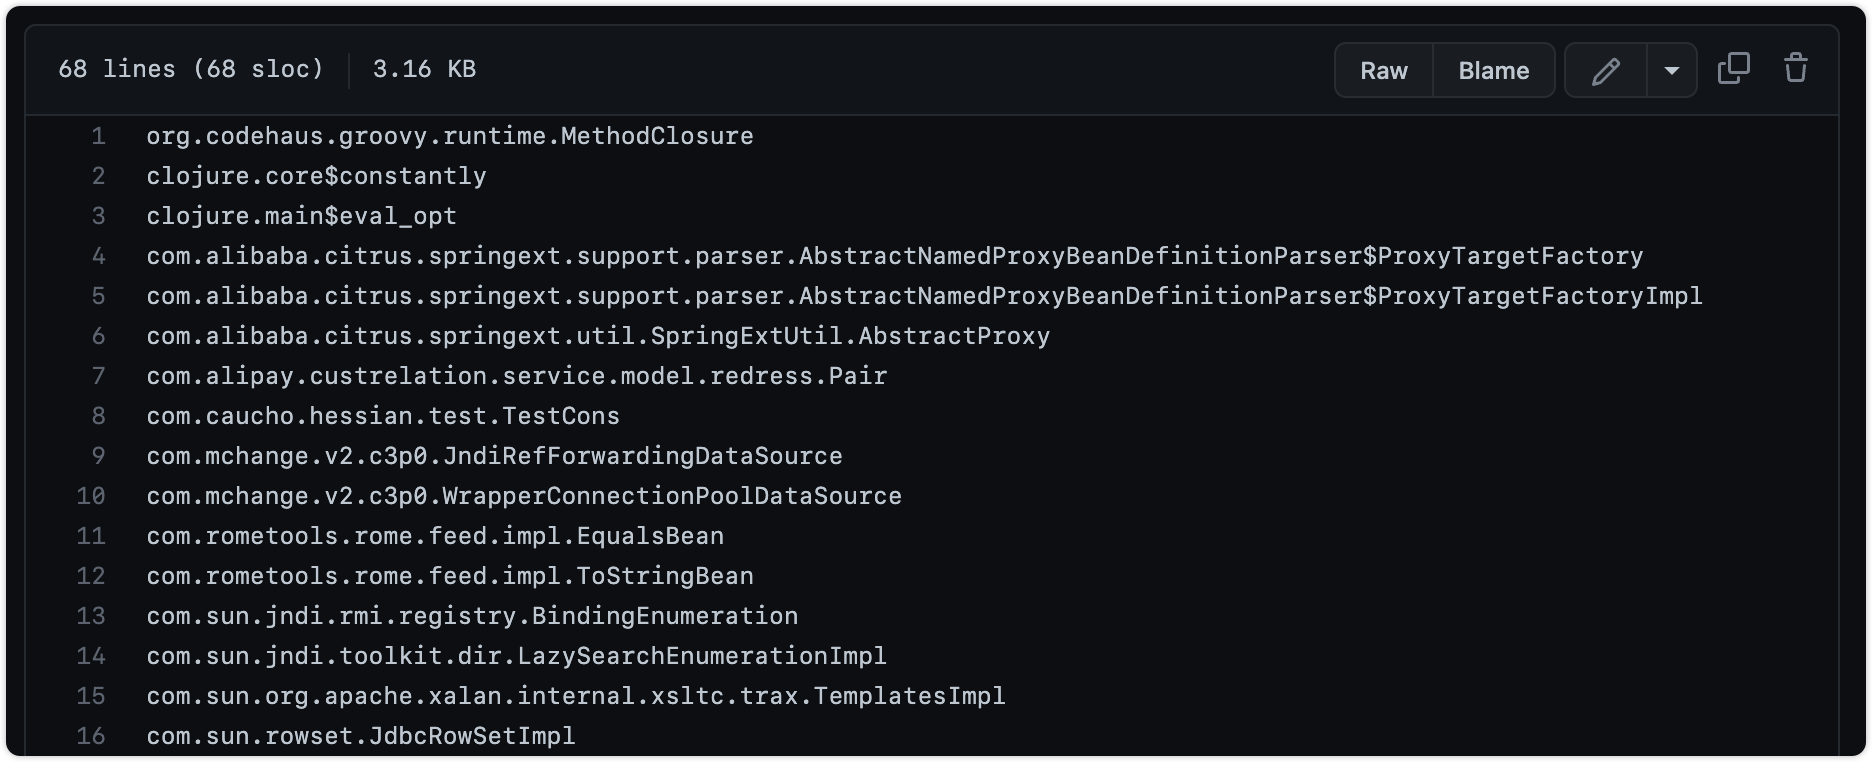 68 lines (68 sloc) 3.16 KB Raw Blame
1 org.codehaus.groovy.runtime.MethodClosure
2 clojure.core$constantly
3 clojure.main$eval_opt
4 com.alibaba.citrus.springext.support.parser.AbstractNamedProxyBeanDefinitionParser$ProxyTargetFactory
5 com.alibaba.citrus.springext.support.parser.AbstractNamedProxyBeanDefinitionParser$ProxyTargetFactoryImpl
6 com.alibaba.citrus.springext.util.SpringExtUtil.AbstractProxy
7 com.alipay.custrelation.service.model.redress.Pair
8 com.caucho.hessian.test.TestCons
9 com.mchange.v2.c3p0.JndiRefForwardingDataSource
10 com.mchange.v2.c3p0.WrapperConnectionPoolDataSource
11 com.rometools.rome.feed.impl.EqualsBean
12 com.rometools.rome.feed.impl.ToStringBean
13 com.sun.jndi.rmi.registry.BindingEnumeration
14 com.sun.jndi.toolkit.dir.LazySearchEnumerationImpl
15 com.sun.org.apache.xalan.internal.xsltc.trax.TemplatesImpl
16 com.sun.rowset.JdbcRowSetImpl